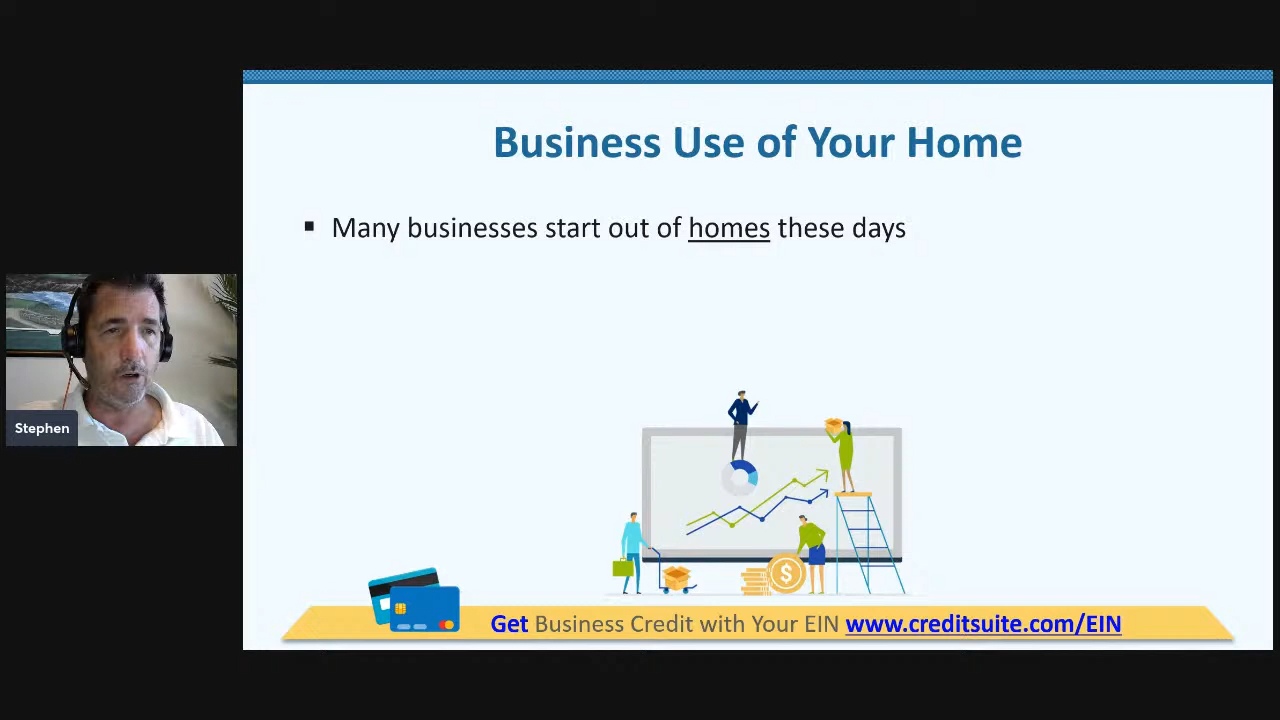 Business Use of Your Home
▪ Many businesses start out of homes these days
Stephen
$
Get Business Credit with Your EIN www.creditsuite.com/EIN